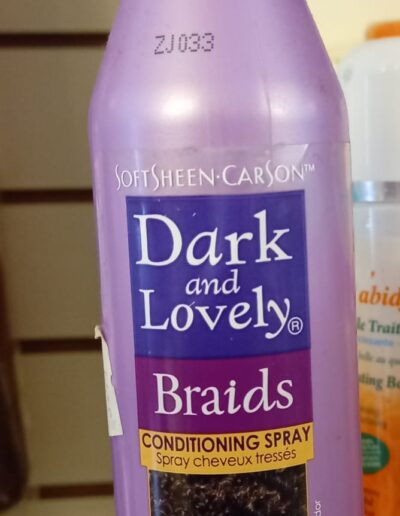 ZJ033
SOFTSHEEN·CARSON™
Dark
and
Lovely®
Braids
CONDITIONING SPRAY
Spray cheveux tressés